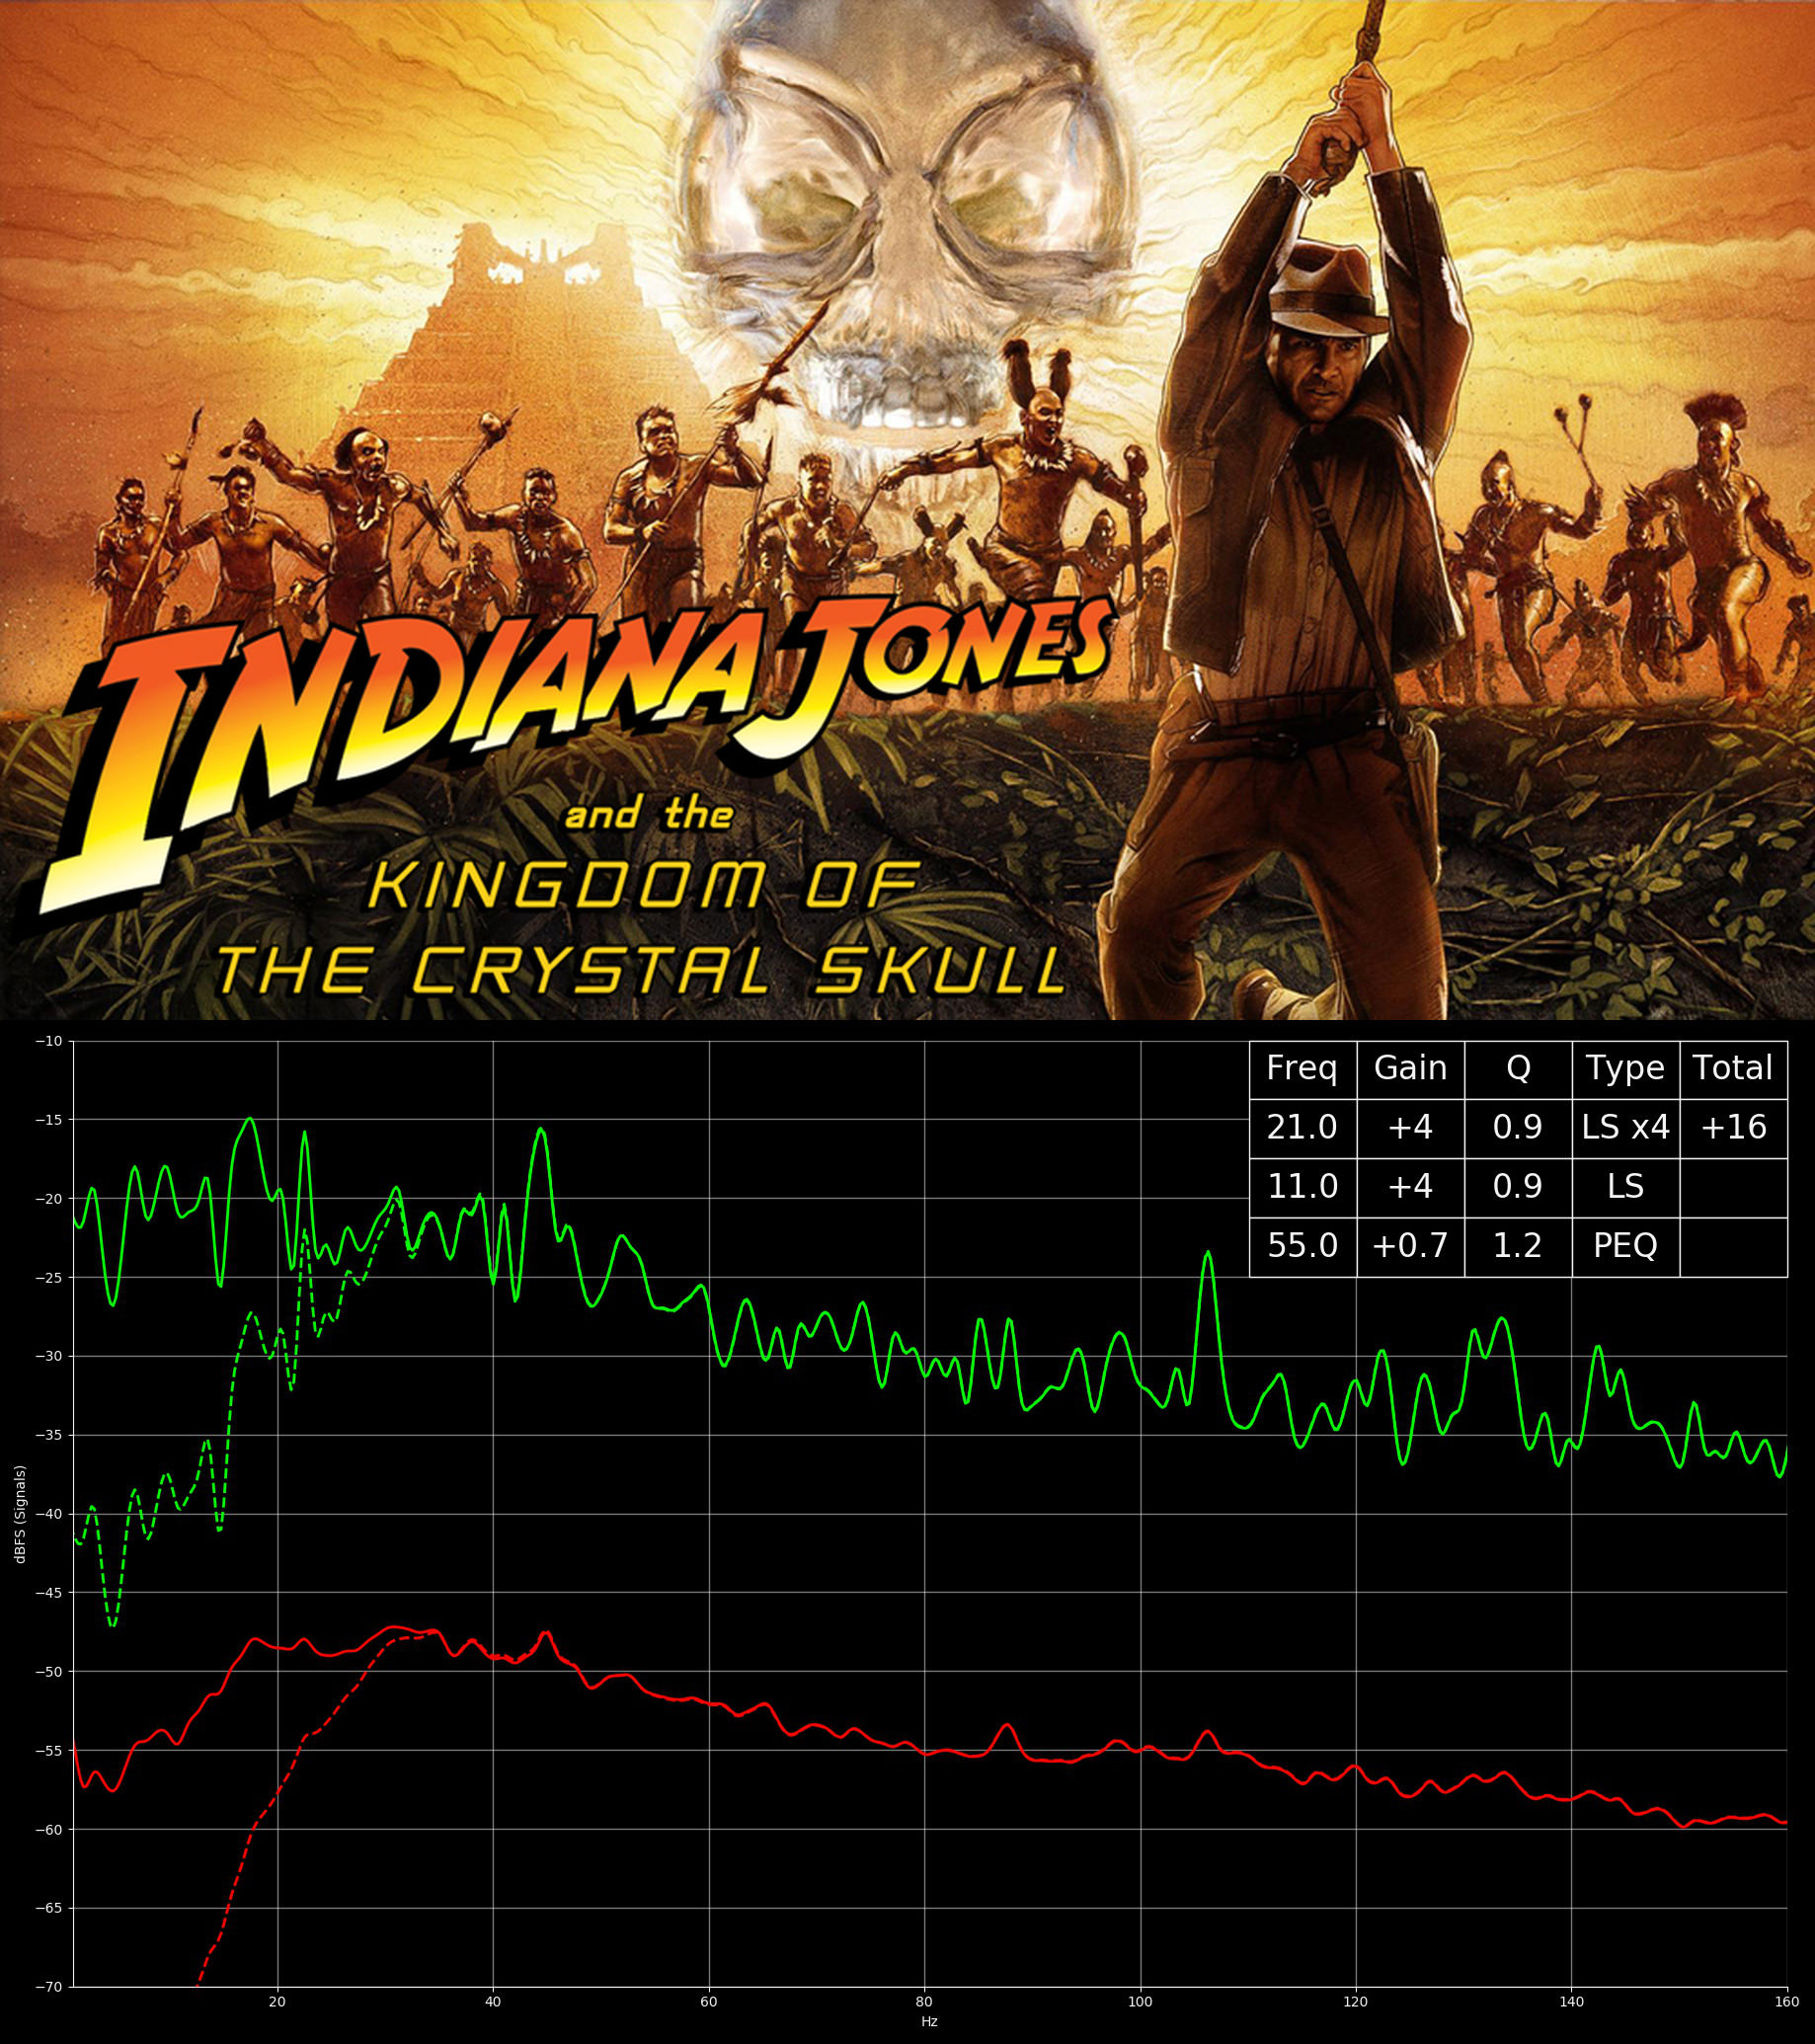 INDIANA JONES
and the
KINGDOM OF
THE CRYSTAL SKULL
Freq Gain Q Type Total
21.0 +4 0.9 LS x4 +16
11.0 +4 0.9 LS
55.0 +0.7 1.2 PEQ
−10
−15
−20
−25
−30
−35
−40
−45
−50
−55
−60
−65
−70
dBFS (Signals)
20 40 60 80 100 120 140 160
Hz